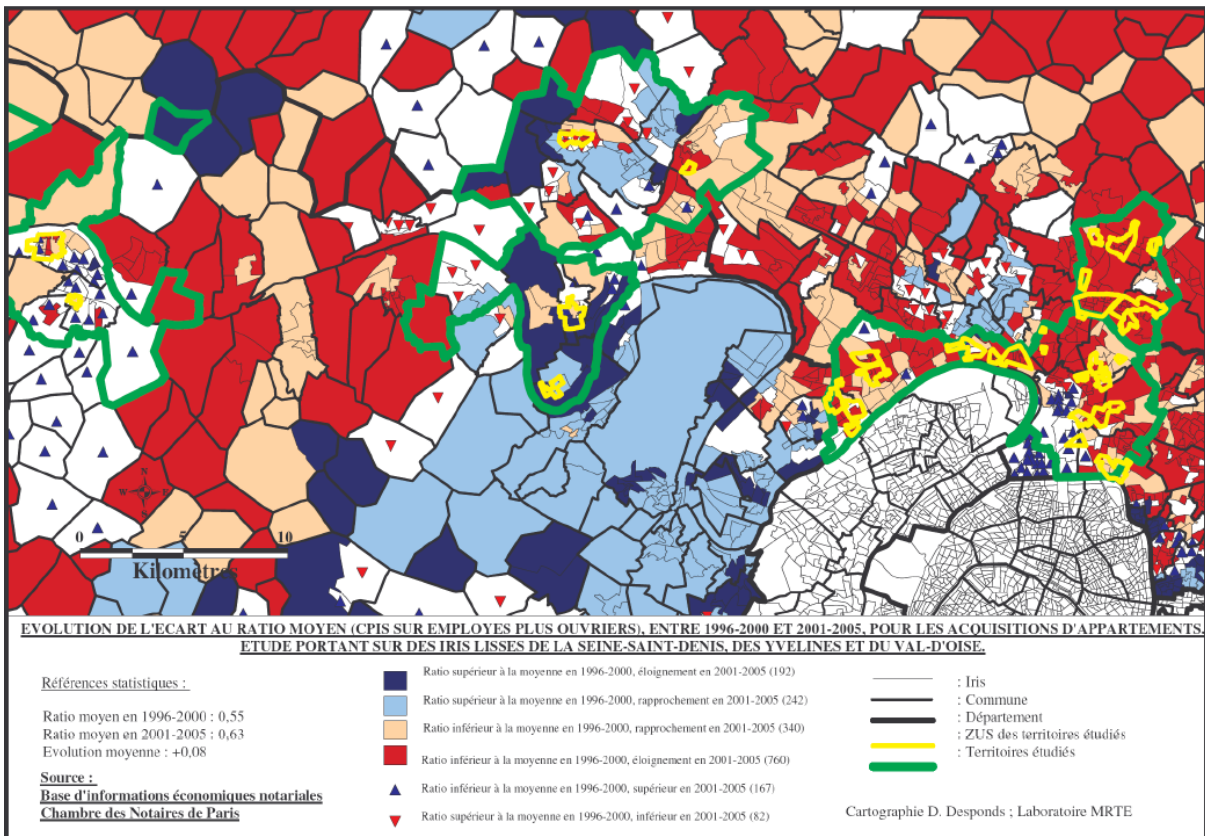 N
W E
S
0 5 10
Kilomètres
EVOLUTION DE L'ECART AU RATIO MOYEN (CPIS SUR EMPLOYES PLUS OUVRIERS), ENTRE 1996-2000 ET 2001-2005, POUR LES ACQUISITIONS D'APPARTEMENTS.
ETUDE PORTANT SUR DES IRIS LISSES DE LA SEINE-SAINT-DENIS, DES YVELINES ET DU VAL-D'OISE.
Références statistiques :
Ratio moyen en 1996-2000 : 0,55
Ratio moyen en 2001-2005 : 0,63
Evolution moyenne : +0,08
Source :
Base d'informations économiques notariales
Chambre des Notaires de Paris
Ratio supérieur à la moyenne en 1996-2000, éloignement en 2001-2005 (192)
Ratio supérieur à la moyenne en 1996-2000, rapprochement en 2001-2005 (242)
Ratio inférieur à la moyenne en 1996-2000, rapprochement en 2001-2005 (340)
Ratio inférieur à la moyenne en 1996-2000, éloignement en 2001-2005 (760)
Ratio inférieur à la moyenne en 1996-2000, supérieur en 2001-2005 (167)
Ratio supérieur à la moyenne en 1996-2000, inférieur en 2001-2005 (82)
: Iris
: Commune
: Département
: ZUS des territoires étudiés
: Territoires étudiés
Cartographie D. Desponds ; Laboratoire MRTE